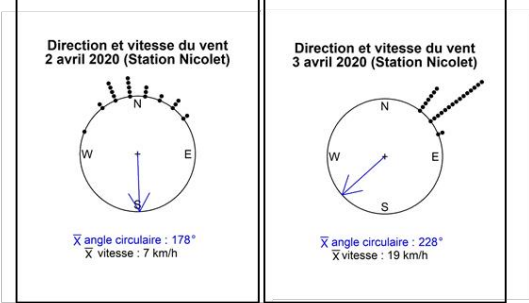 Direction et vitesse du vent
2 avril 2020 (Station Nicolet)
N
W
E
S
X̅ angle circulaire : 178°
X̅ vitesse : 7 km/h
Direction et vitesse du vent
3 avril 2020 (Station Nicolet)
N
W
E
S
X̅ angle circulaire : 228°
X̅ vitesse : 19 km/h